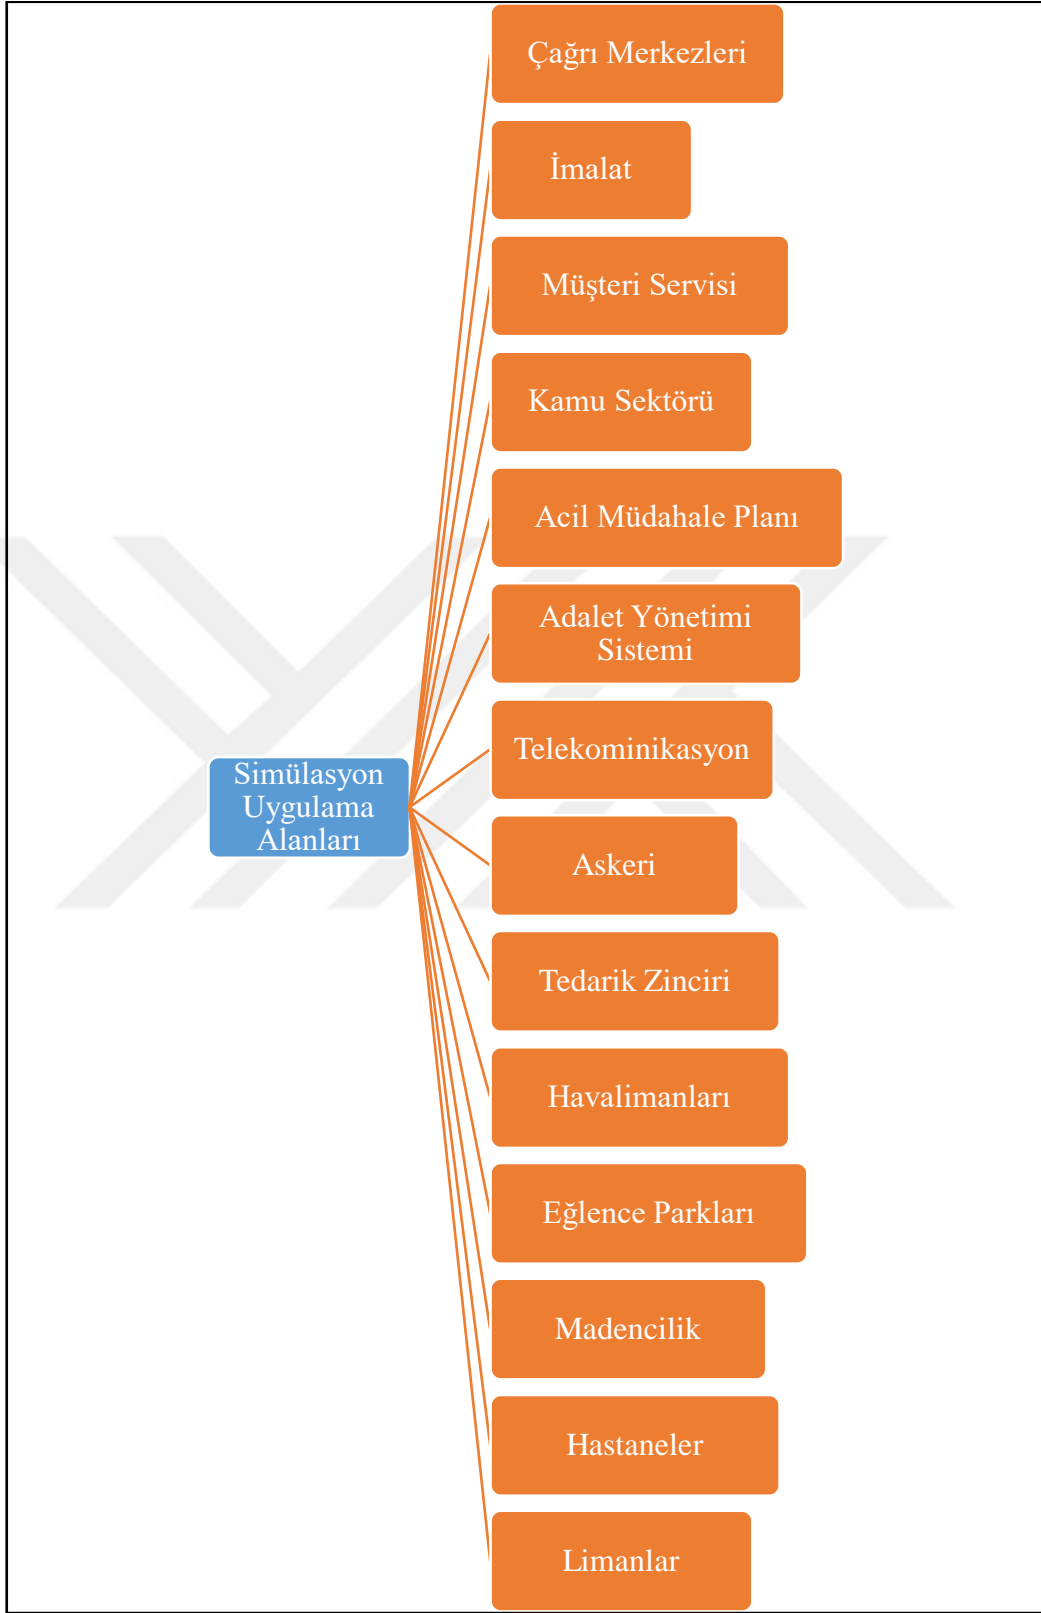 Çağrı Merkezleri
İmalat
Müşteri Servisi
Kamu Sektörü
Acil Müdahale Planı
Adalet Yönetimi
Sistemi
Telekominikasyon
Simülasyon
Uygulama
Alanları
Askeri
Tedarik Zinciri
Havalimanları
Eğlence Parkları
Madencilik
Hastaneler
Limanlar